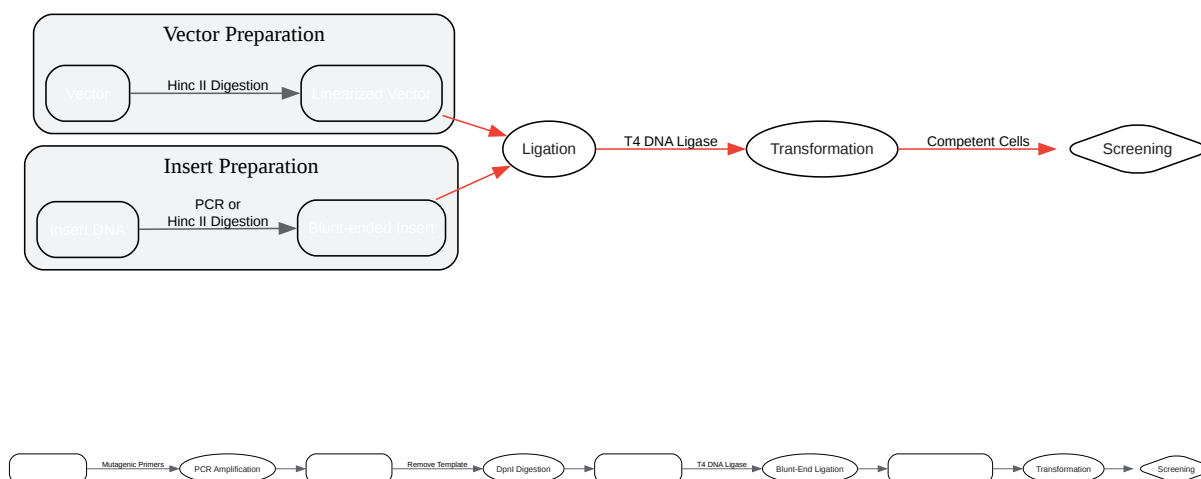 Vector Preparation
Vector
Hinc II Digestion
Linearized Vector
Ligation
T4 DNA Ligase
Transformation
Competent Cells
Screening
Insert Preparation
Insert DNA
PCR or
Hinc II Digestion
Blunt-ended Insert
Mutagenic Primers
PCR Amplification
Remove Template
DpnI Digestion
T4 DNA Ligase
Blunt-End Ligation
Transformation
Screening